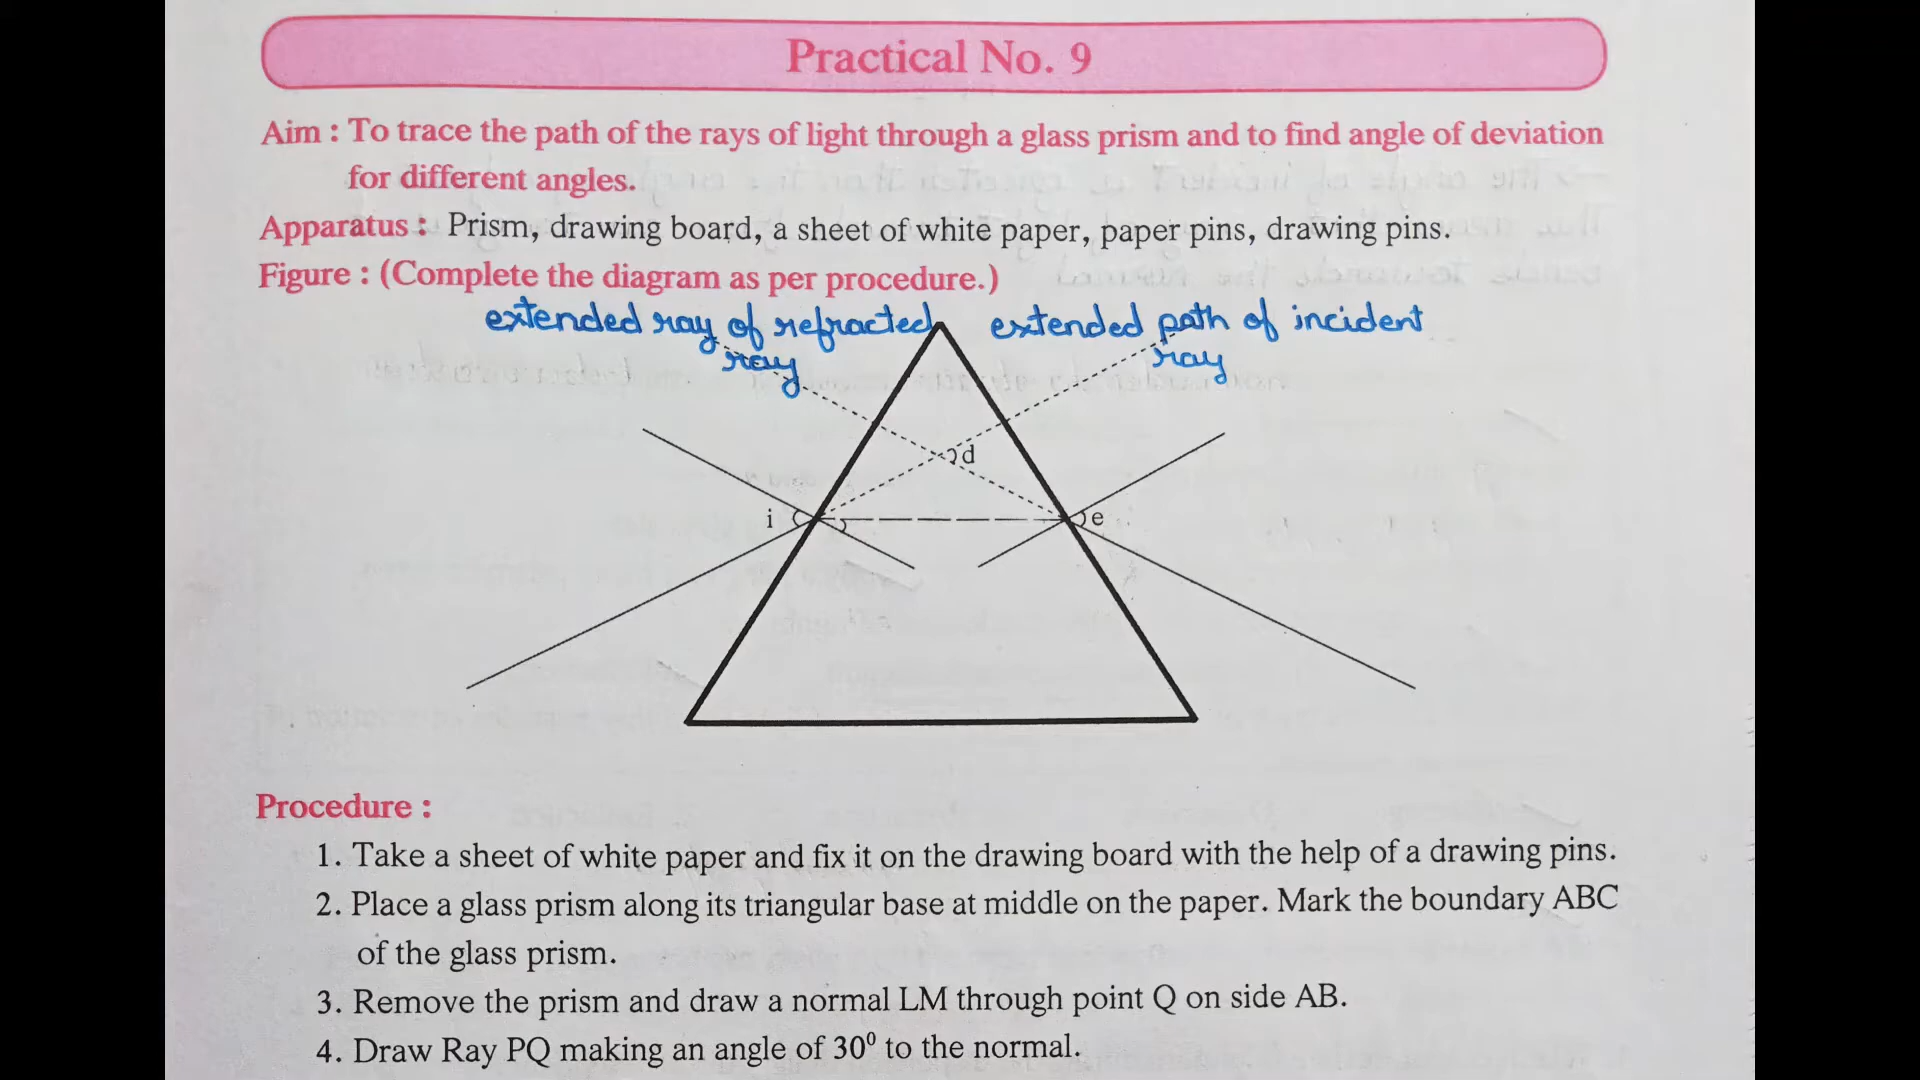 Practical No. 9
Aim : To trace the path of the rays of light through a glass prism and to find angle of deviation
for different angles.
Apparatus : Prism, drawing board, a sheet of white paper, paper pins, drawing pins.
Figure : (Complete the diagram as per procedure.)
extended ray of refracted
ray
extended path of incident
ray
d
i
e
Procedure :
1. Take a sheet of white paper and fix it on the drawing board with the help of a drawing pins.
2. Place a glass prism along its triangular base at middle on the paper. Mark the boundary ABC
of the glass prism.
3. Remove the prism and draw a normal LM through point Q on side AB.
4. Draw Ray PQ making an angle of 30⁰ to the normal.